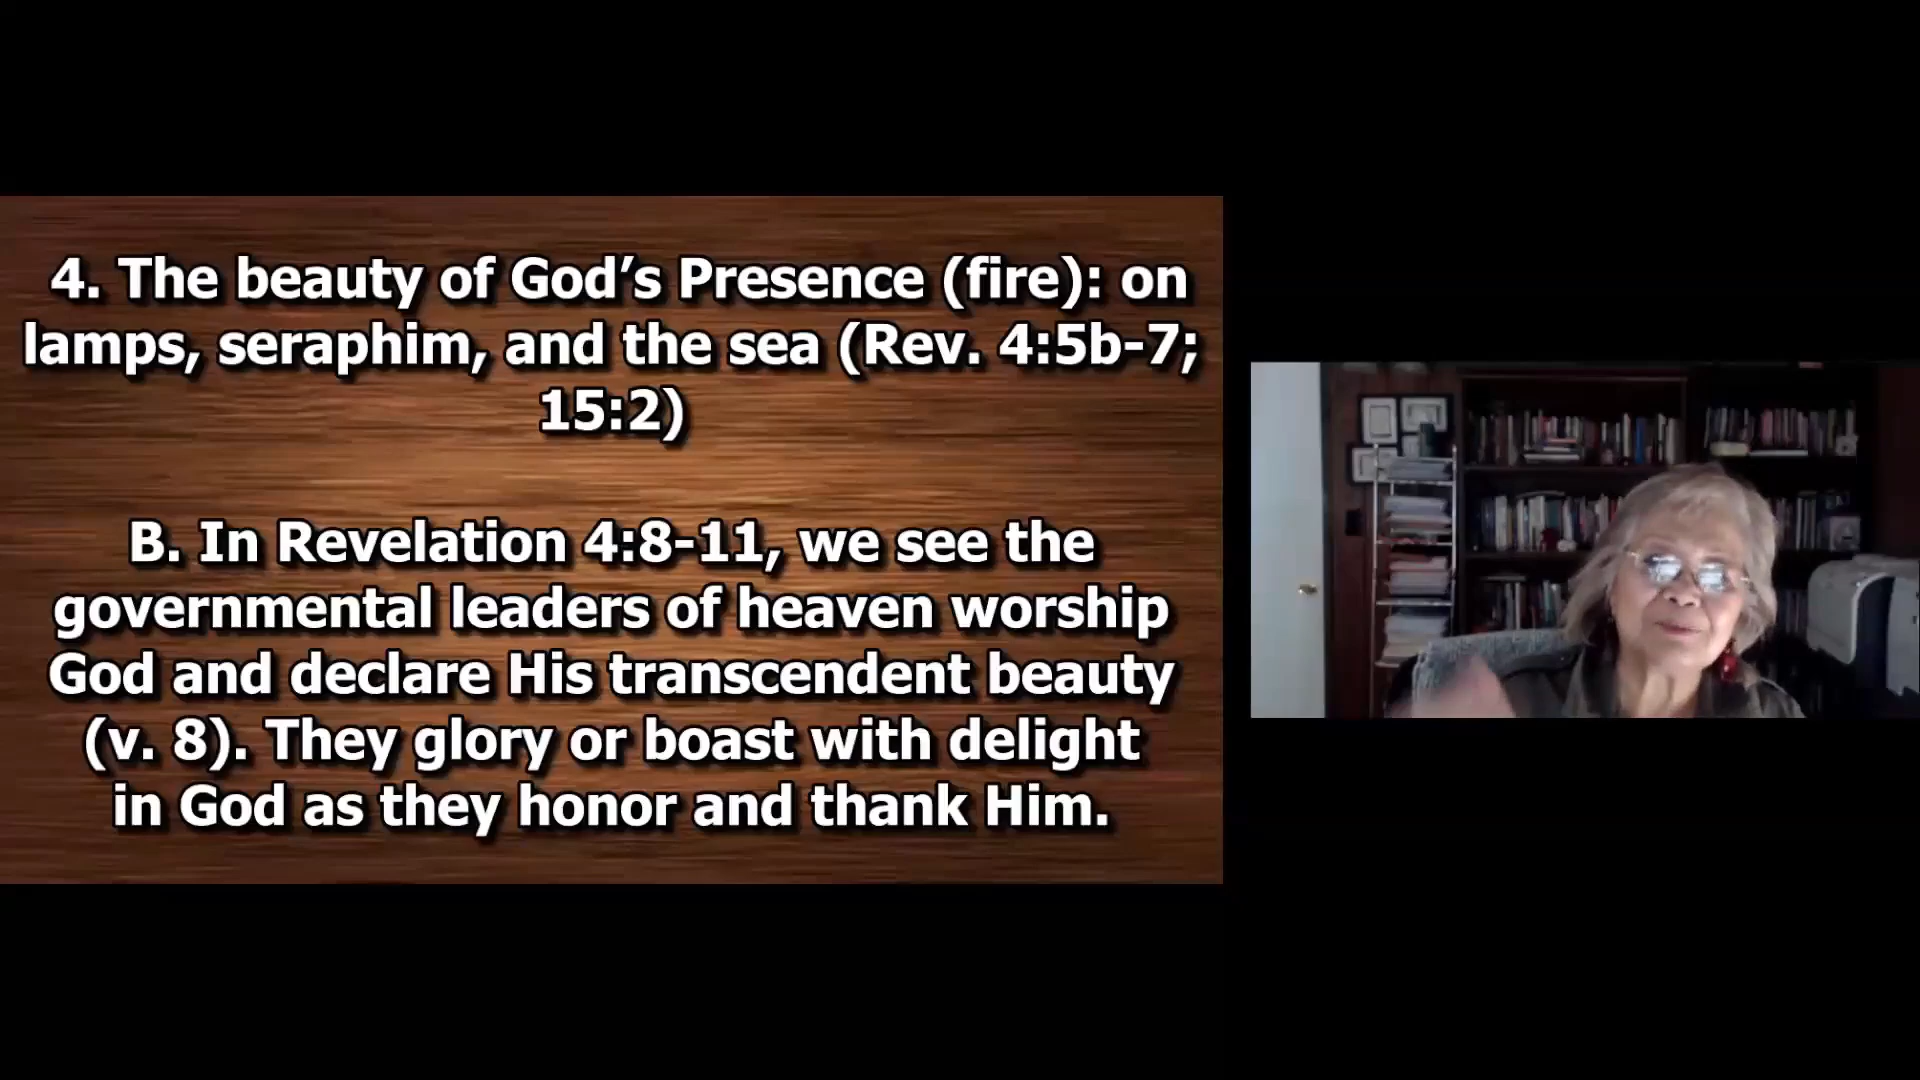 4. The beauty of God’s Presence (fire): on
lamps, seraphim, and the sea (Rev. 4:5b-7;
15:2)
B. In Revelation 4:8-11, we see the
governmental leaders of heaven worship
God and declare His transcendent beauty
(v. 8). They glory or boast with delight
in God as they honor and thank Him.